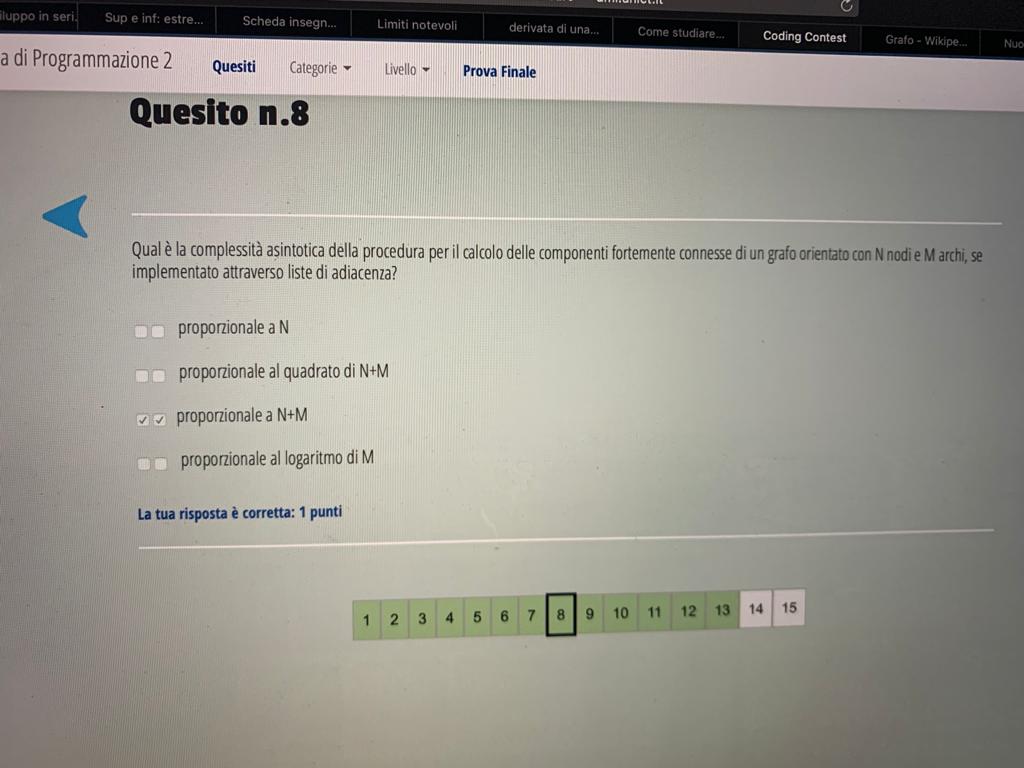 iluppo in seri.
Sup e inf: estre...
Scheda insegn...
Limiti notevoli
derivata di una...
Come studiare...
Coding Contest
Grafo - Wikipe...
Nuo
a di Programmazione 2
Quesiti
Categorie
Livello
Prova Finale
Quesito n.8
Qual è la complessità asintotica della procedura per il calcolo delle componenti fortemente connesse di un grafo orientato con N nodi e M archi, se
implementato attraverso liste di adiacenza?
proporzionale a N
proporzionale al quadrato di N+M
proporzionale a N+M
proporzionale al logaritmo di M
La tua risposta è corretta: 1 punti
1 2 3 4 5 6 7 8 9 10 11 12 13 14 15